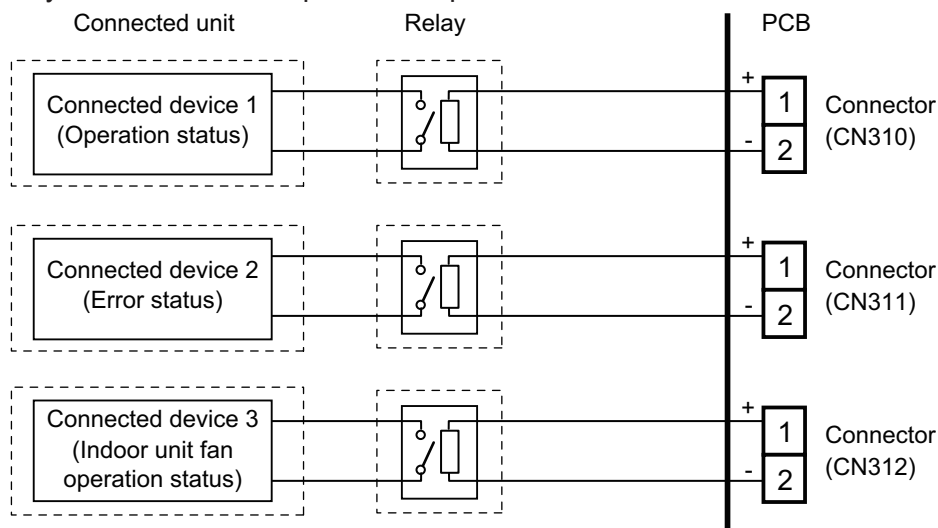 Connected unit Relay PCB
Connected device 1
(Operation status)
+
1
-
2
Connector
(CN310)
Connected device 2
(Error status)
+
1
-
2
Connector
(CN311)
Connected device 3
(Indoor unit fan
operation status)
+
1
-
2
Connector
(CN312)